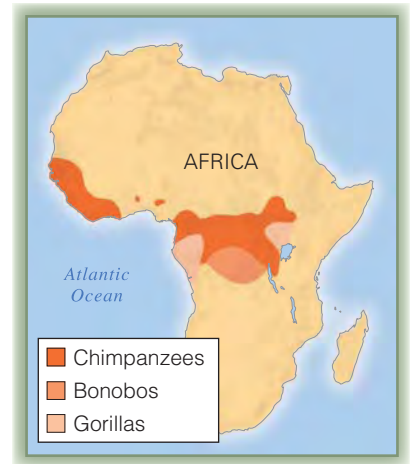 AFRICA
Atlantic
Ocean
Chimpanzees
Bonobos
Gorillas